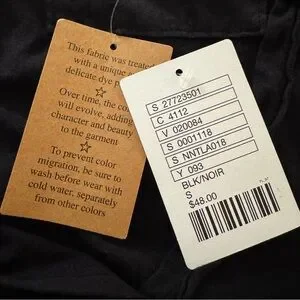 This fabric was treated
with a unique
delicate dye
Over time, the
will evolve, adding
character and beauty
to the garment
To prevent color
migration, be sure to
wash before wear with
cold water, separately
from other colors
S 27723501
C 4112
V 020084
S 0001118
S NNTLA018
Y 093
BLK/NOIR
S
$48.00